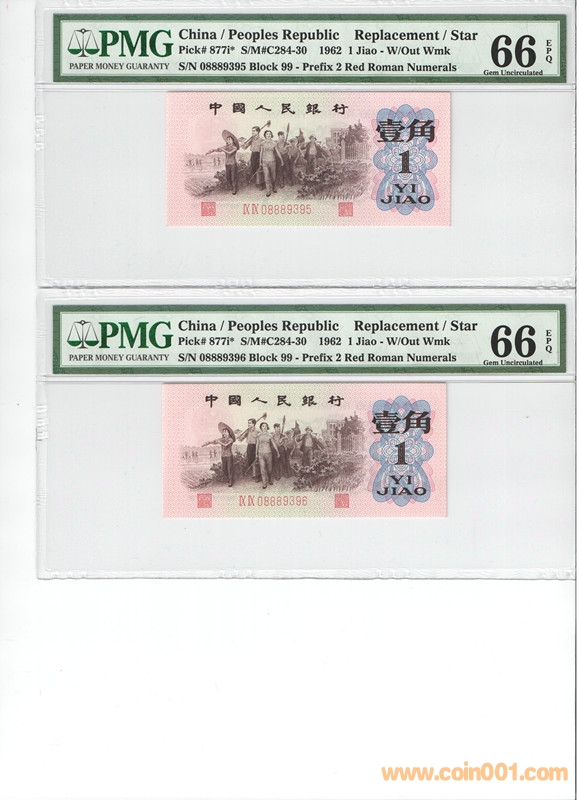 PMG
PAPER MONEY GUARANTY
China / Peoples Republic Replacement / Star
Pick# 877i* S/M#C284-30 1962 1 Jiao - W/Out Wmk
S/N 08889395 Block 99 - Prefix 2 Red Roman Numerals
66 EPQ
Gem Uncirculated
中國人民銀行
壹角
1
YI
JIAO
IX IX 08889395
PMG
PAPER MONEY GUARANTY
China / Peoples Republic Replacement / Star
Pick# 877i* S/M#C284-30 1962 1 Jiao - W/Out Wmk
S/N 08889396 Block 99 - Prefix 2 Red Roman Numerals
66 EPQ
Gem Uncirculated
中國人民銀行
壹角
1
YI
JIAO
IX IX 08889396
www.coin001.com